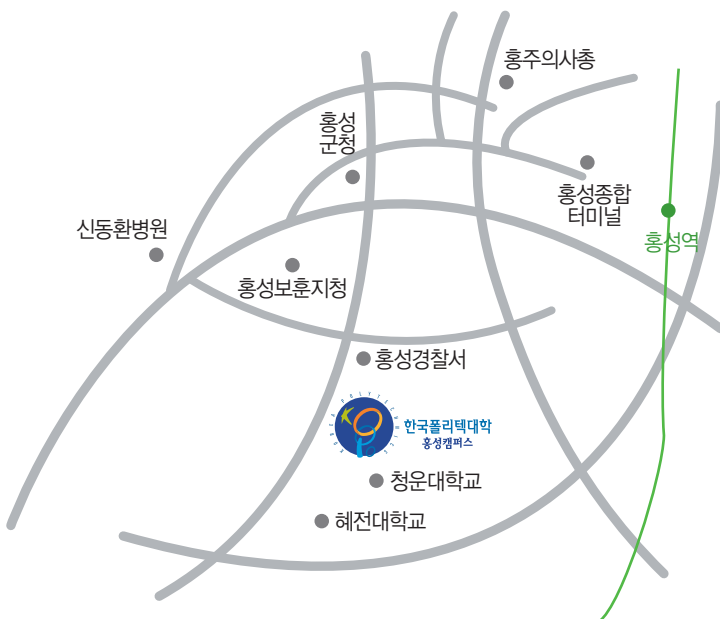 홍주의사총
홍성
군청
홍성종합
터미널
신동환병원
홍성역
홍성보훈지청
홍성경찰서
한국폴리텍대학
홍성캠퍼스
청운대학교
혜전대학교